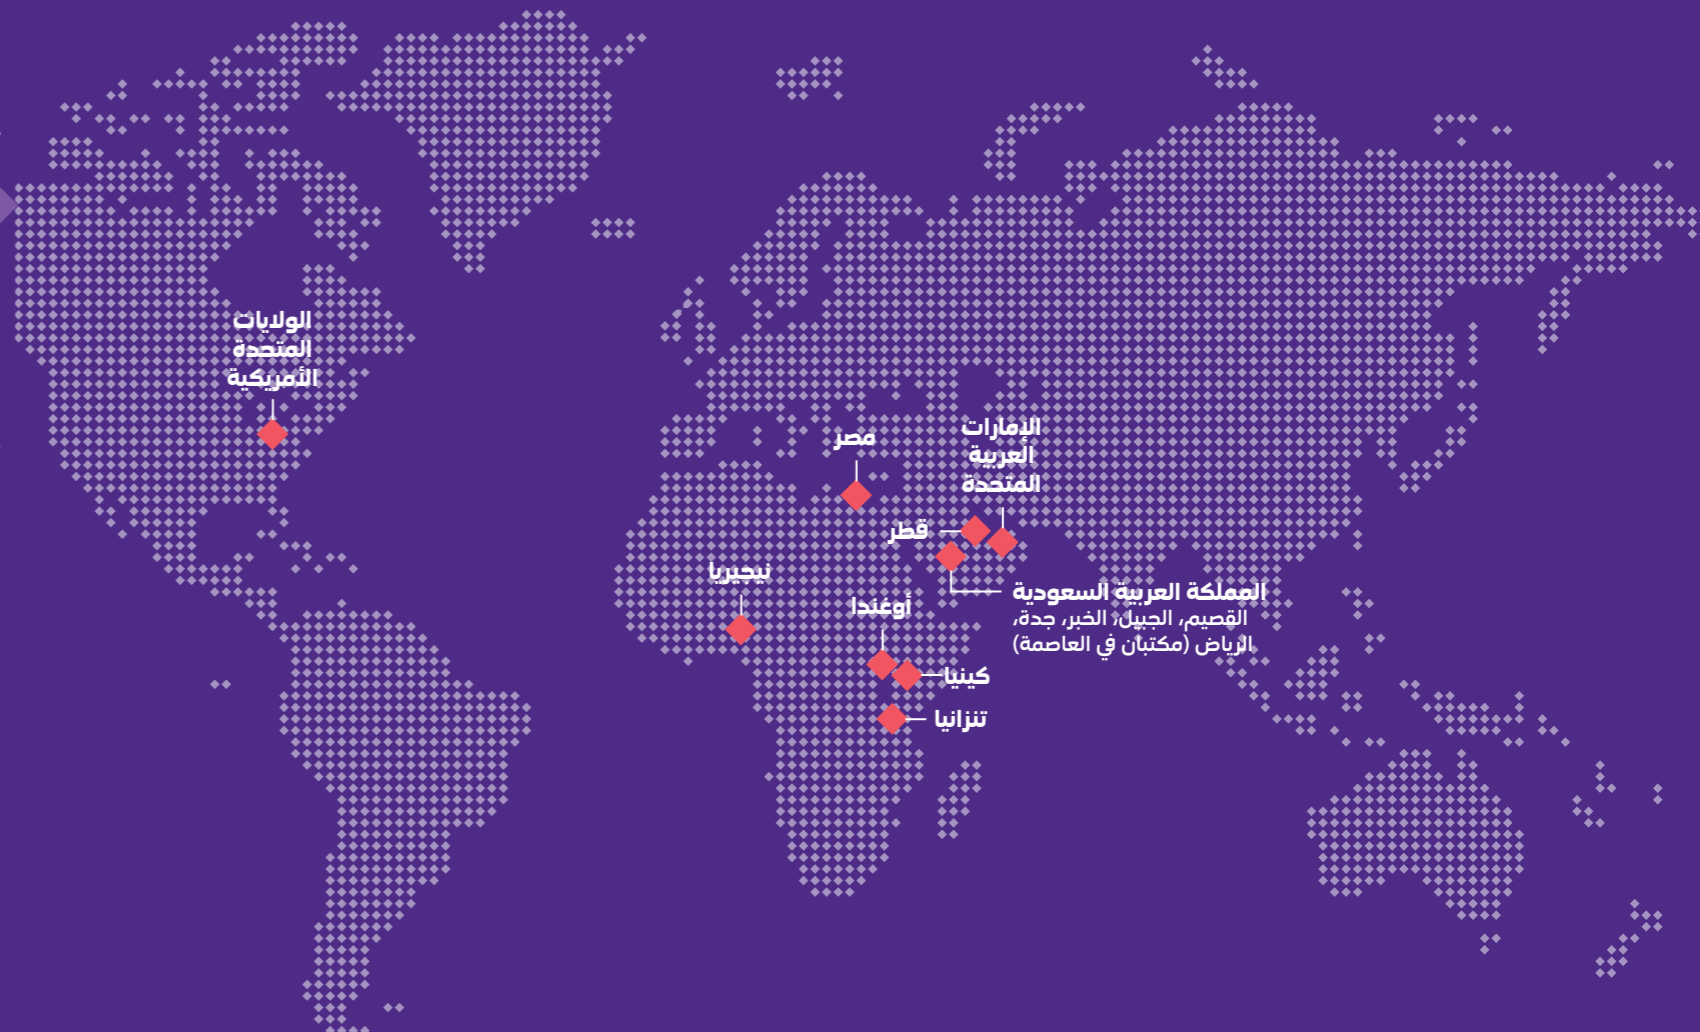 الولايات
المتحدة
الأمريكية
مصر
الإمارات
العربية
المتحدة
قطر
المملكة العربية السعودية
القصيم، الجبيل، الخبر، جدة،
الرياض (مكتبان في العاصمة)
نيجيريا
أوغندا
كينيا
تنزانيا